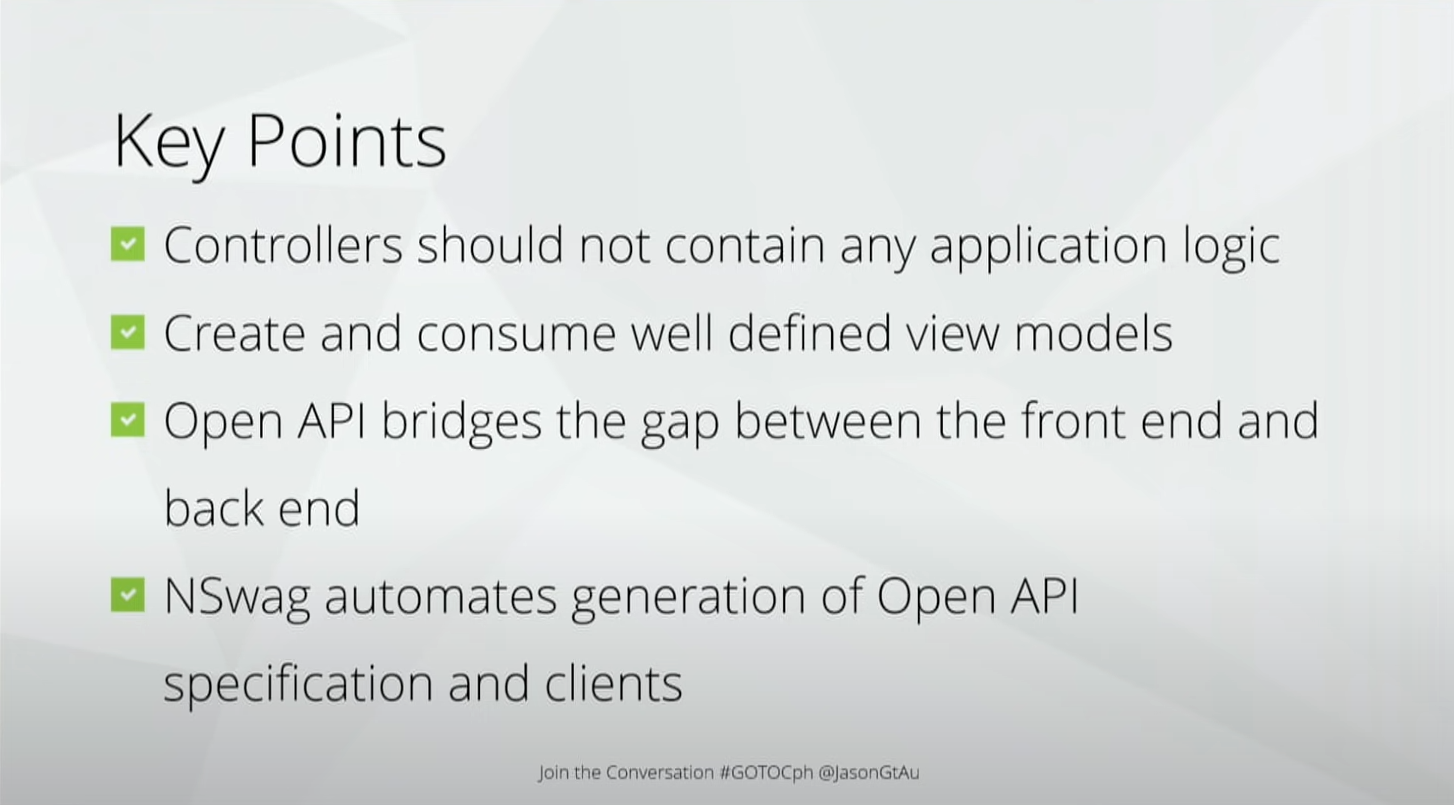 Key Points
Controllers should not contain any application logic
Create and consume well defined view models
Open API bridges the gap between the front end and
back end
NSwag automates generation of Open API
specification and clients
Join the Conversation #GOTOCph @JasonGtAu